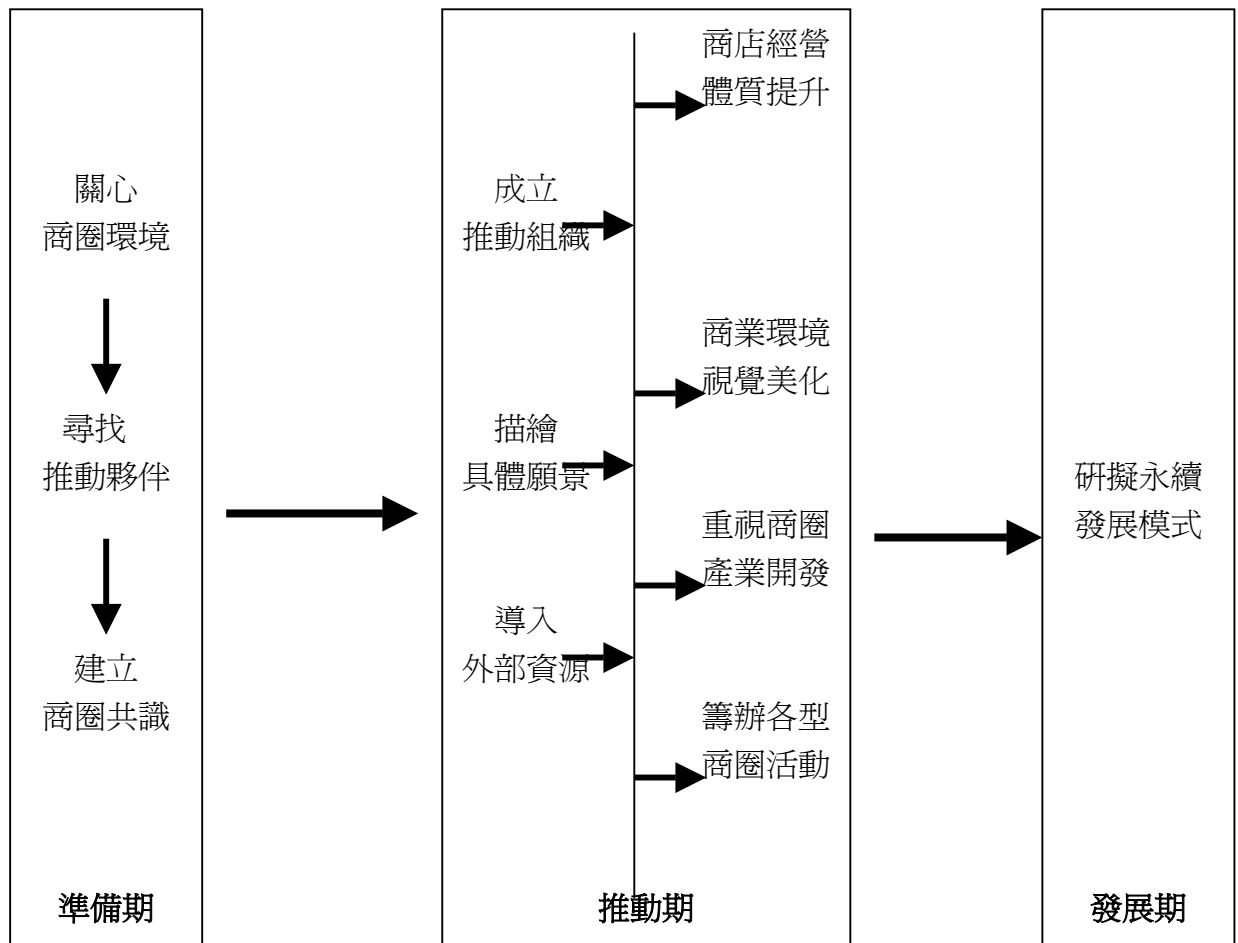 關心
商圈環境
尋找
推動夥伴
建立
商圈共識
準備期
成立
推動組織
描繪
具體願景
導入
外部資源
商店經營
體質提升
商業環境
視覺美化
重視商圈
產業開發
籌辦各型
商圈活動
推動期
研擬永續
發展模式
發展期